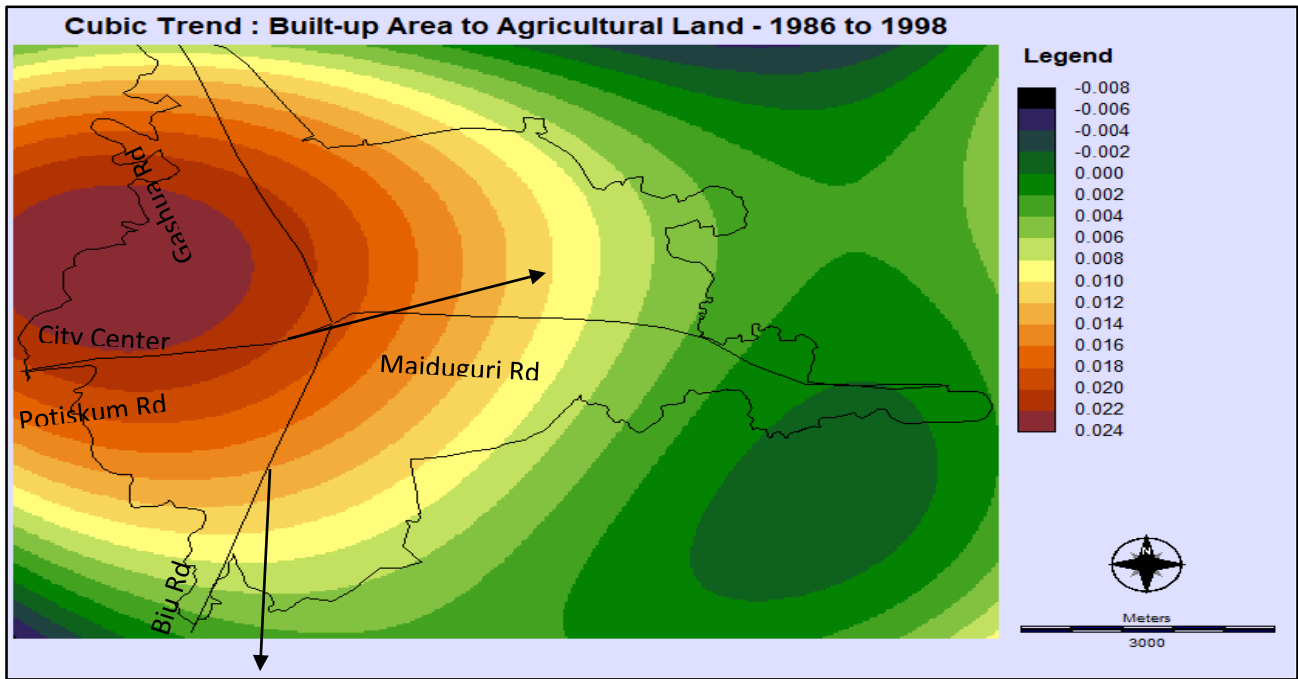 Cubic Trend : Built-up Area to Agricultural Land - 1986 to 1998
Legend
-0.008
-0.006
-0.004
-0.002
0.000
0.002
0.004
0.006
0.008
0.010
0.012
0.014
0.016
0.018
0.020
0.022
0.024
Gashua Rd
City Center
Maiduguri Rd
Potiskum Rd
Biu Rd
N
Meters
3000